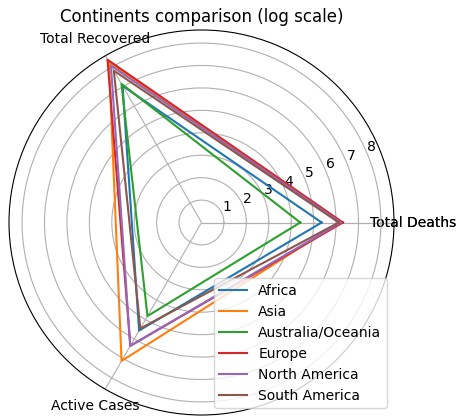 Continents comparison (log scale)
Total Recovered
8
7
6
5
4
3
2
1
Total Deaths
Africa
Asia
Australia/Oceania
Europe
North America
South America
Active Cases